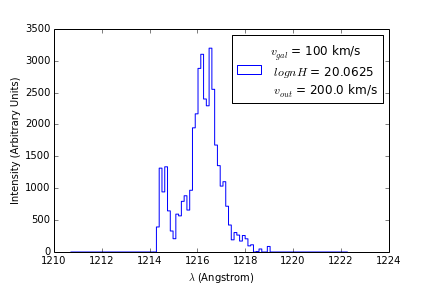 3500
3000
2500
2000
1500
1000
500
0
1210 1212 1214 1216 1218 1220 1222 1224
Intensity (Arbitrary Units)
λ (Angstrom)
v_gal = 100 km/s
lognH = 20.0625
v_out = 200.0 km/s